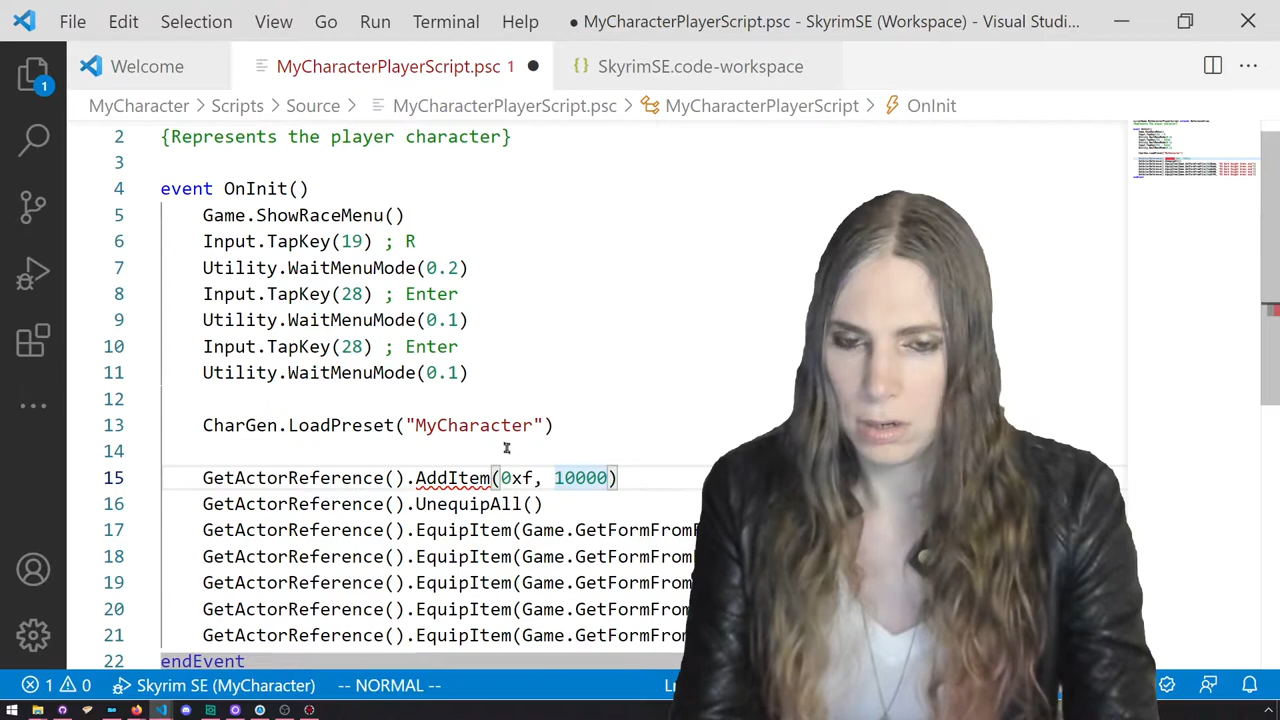 File Edit Selection View Go Run Terminal Help ● MyCharacterPlayerScript.psc - SkyrimSE (Workspace) - Visual Studi...
1
Welcome MyCharacterPlayerScript.psc 1 {} SkyrimSE.code-workspace
MyCharacter > Scripts > Source > MyCharacterPlayerScript.psc > MyCharacterPlayerScript > OnInit
2 {Represents the player character}
3
4 event OnInit()
5 Game.ShowRaceMenu()
6 Input.TapKey(19) ; R
7 Utility.WaitMenuMode(0.2)
8 Input.TapKey(28) ; Enter
9 Utility.WaitMenuMode(0.1)
10 Input.TapKey(28) ; Enter
11 Utility.WaitMenuMode(0.1)
12
13 CharGen.LoadPreset("MyCharacter")
14
15 GetActorReference().AddItem(0xf, 10000)
16 GetActorReference().UnequipAll()
17 GetActorReference().EquipItem(Game.GetFormFrom
18 GetActorReference().EquipItem(Game.GetFormFrom
19 GetActorReference().EquipItem(Game.GetFormFrom
20 GetActorReference().EquipItem(Game.GetFormFrom
21 GetActorReference().EquipItem(Game.GetFormFrom
22 endEvent
1 0 Skyrim SE (MyCharacter) -- NORMAL --